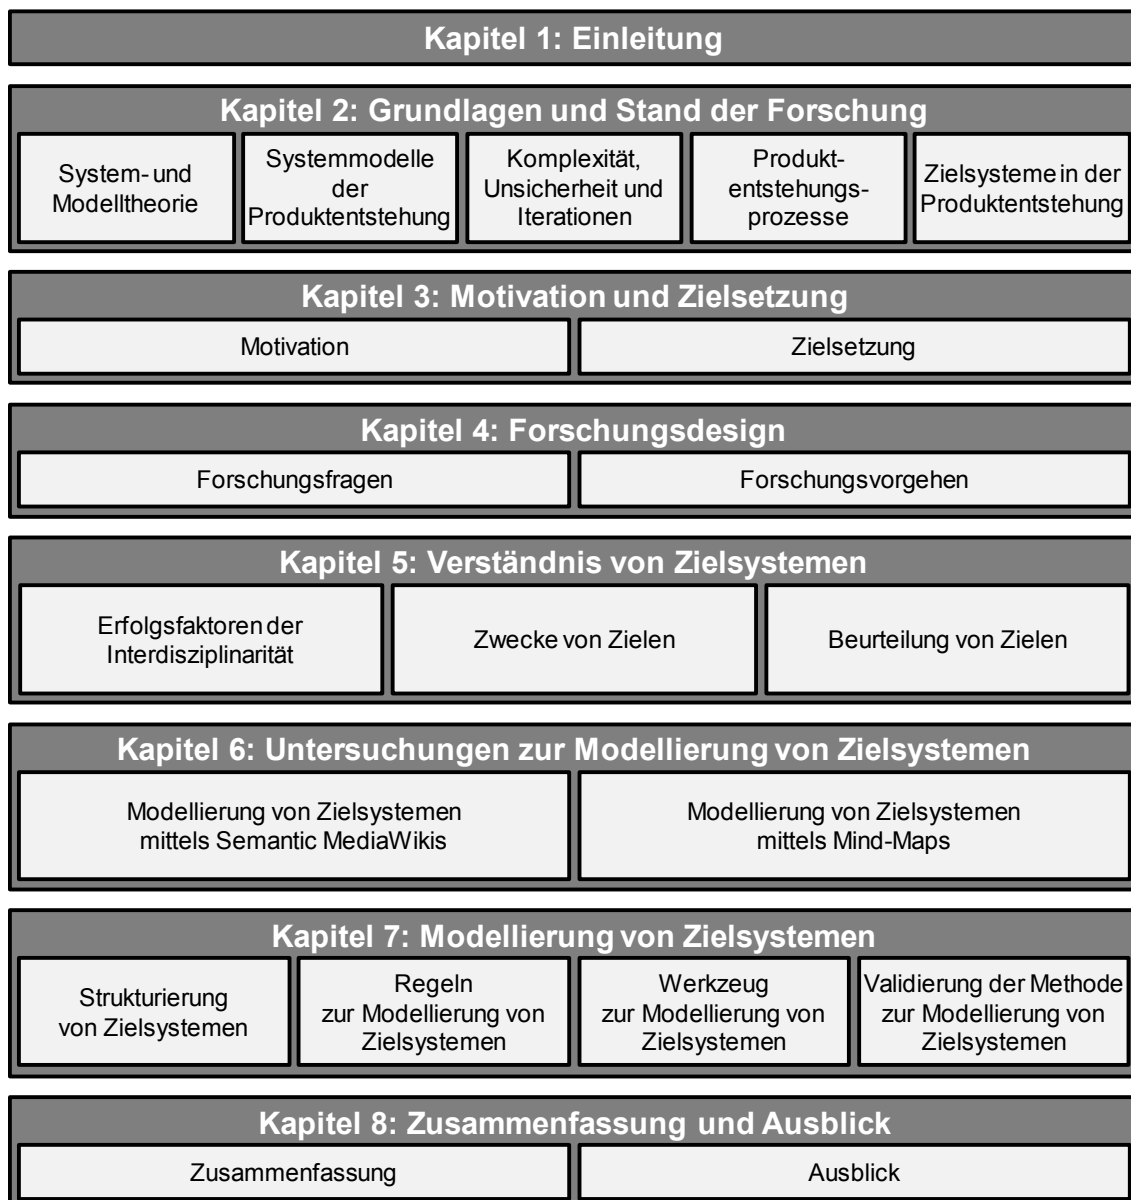 Kapitel 1: Einleitung
Kapitel 2: Grundlagen und Stand der Forschung
System- und
Modelltheorie
Systemmodelle
der
Produktentstehung
Komplexität,
Unsicherheit und
Iterationen
Produkt-
entstehungs-
prozesse
Zielsysteme in der
Produktentstehung
Kapitel 3: Motivation und Zielsetzung
Motivation
Zielsetzung
Kapitel 4: Forschungsdesign
Forschungsfragen
Forschungsvorgehen
Kapitel 5: Verständnis von Zielsystemen
Erfolgsfaktoren der
Interdisziplinarität
Zwecke von Zielen
Beurteilung von Zielen
Kapitel 6: Untersuchungen zur Modellierung von Zielsystemen
Modellierung von Zielsystemen
mittels Semantic MediaWikis
Modellierung von Zielsystemen
mittels Mind-Maps
Kapitel 7: Modellierung von Zielsystemen
Strukturierung
von Zielsystemen
Regeln
zur Modellierung von
Zielsystemen
Werkzeug
zur Modellierung von
Zielsystemen
Validierung der Methode
zur Modellierung von
Zielsystemen
Kapitel 8: Zusammenfassung und Ausblick
Zusammenfassung
Ausblick